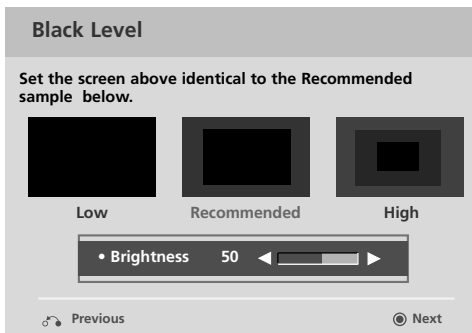 Black Level
Set the screen above identical to the Recommended
sample below.
Low Recommended High
• Brightness 50
Previous Next